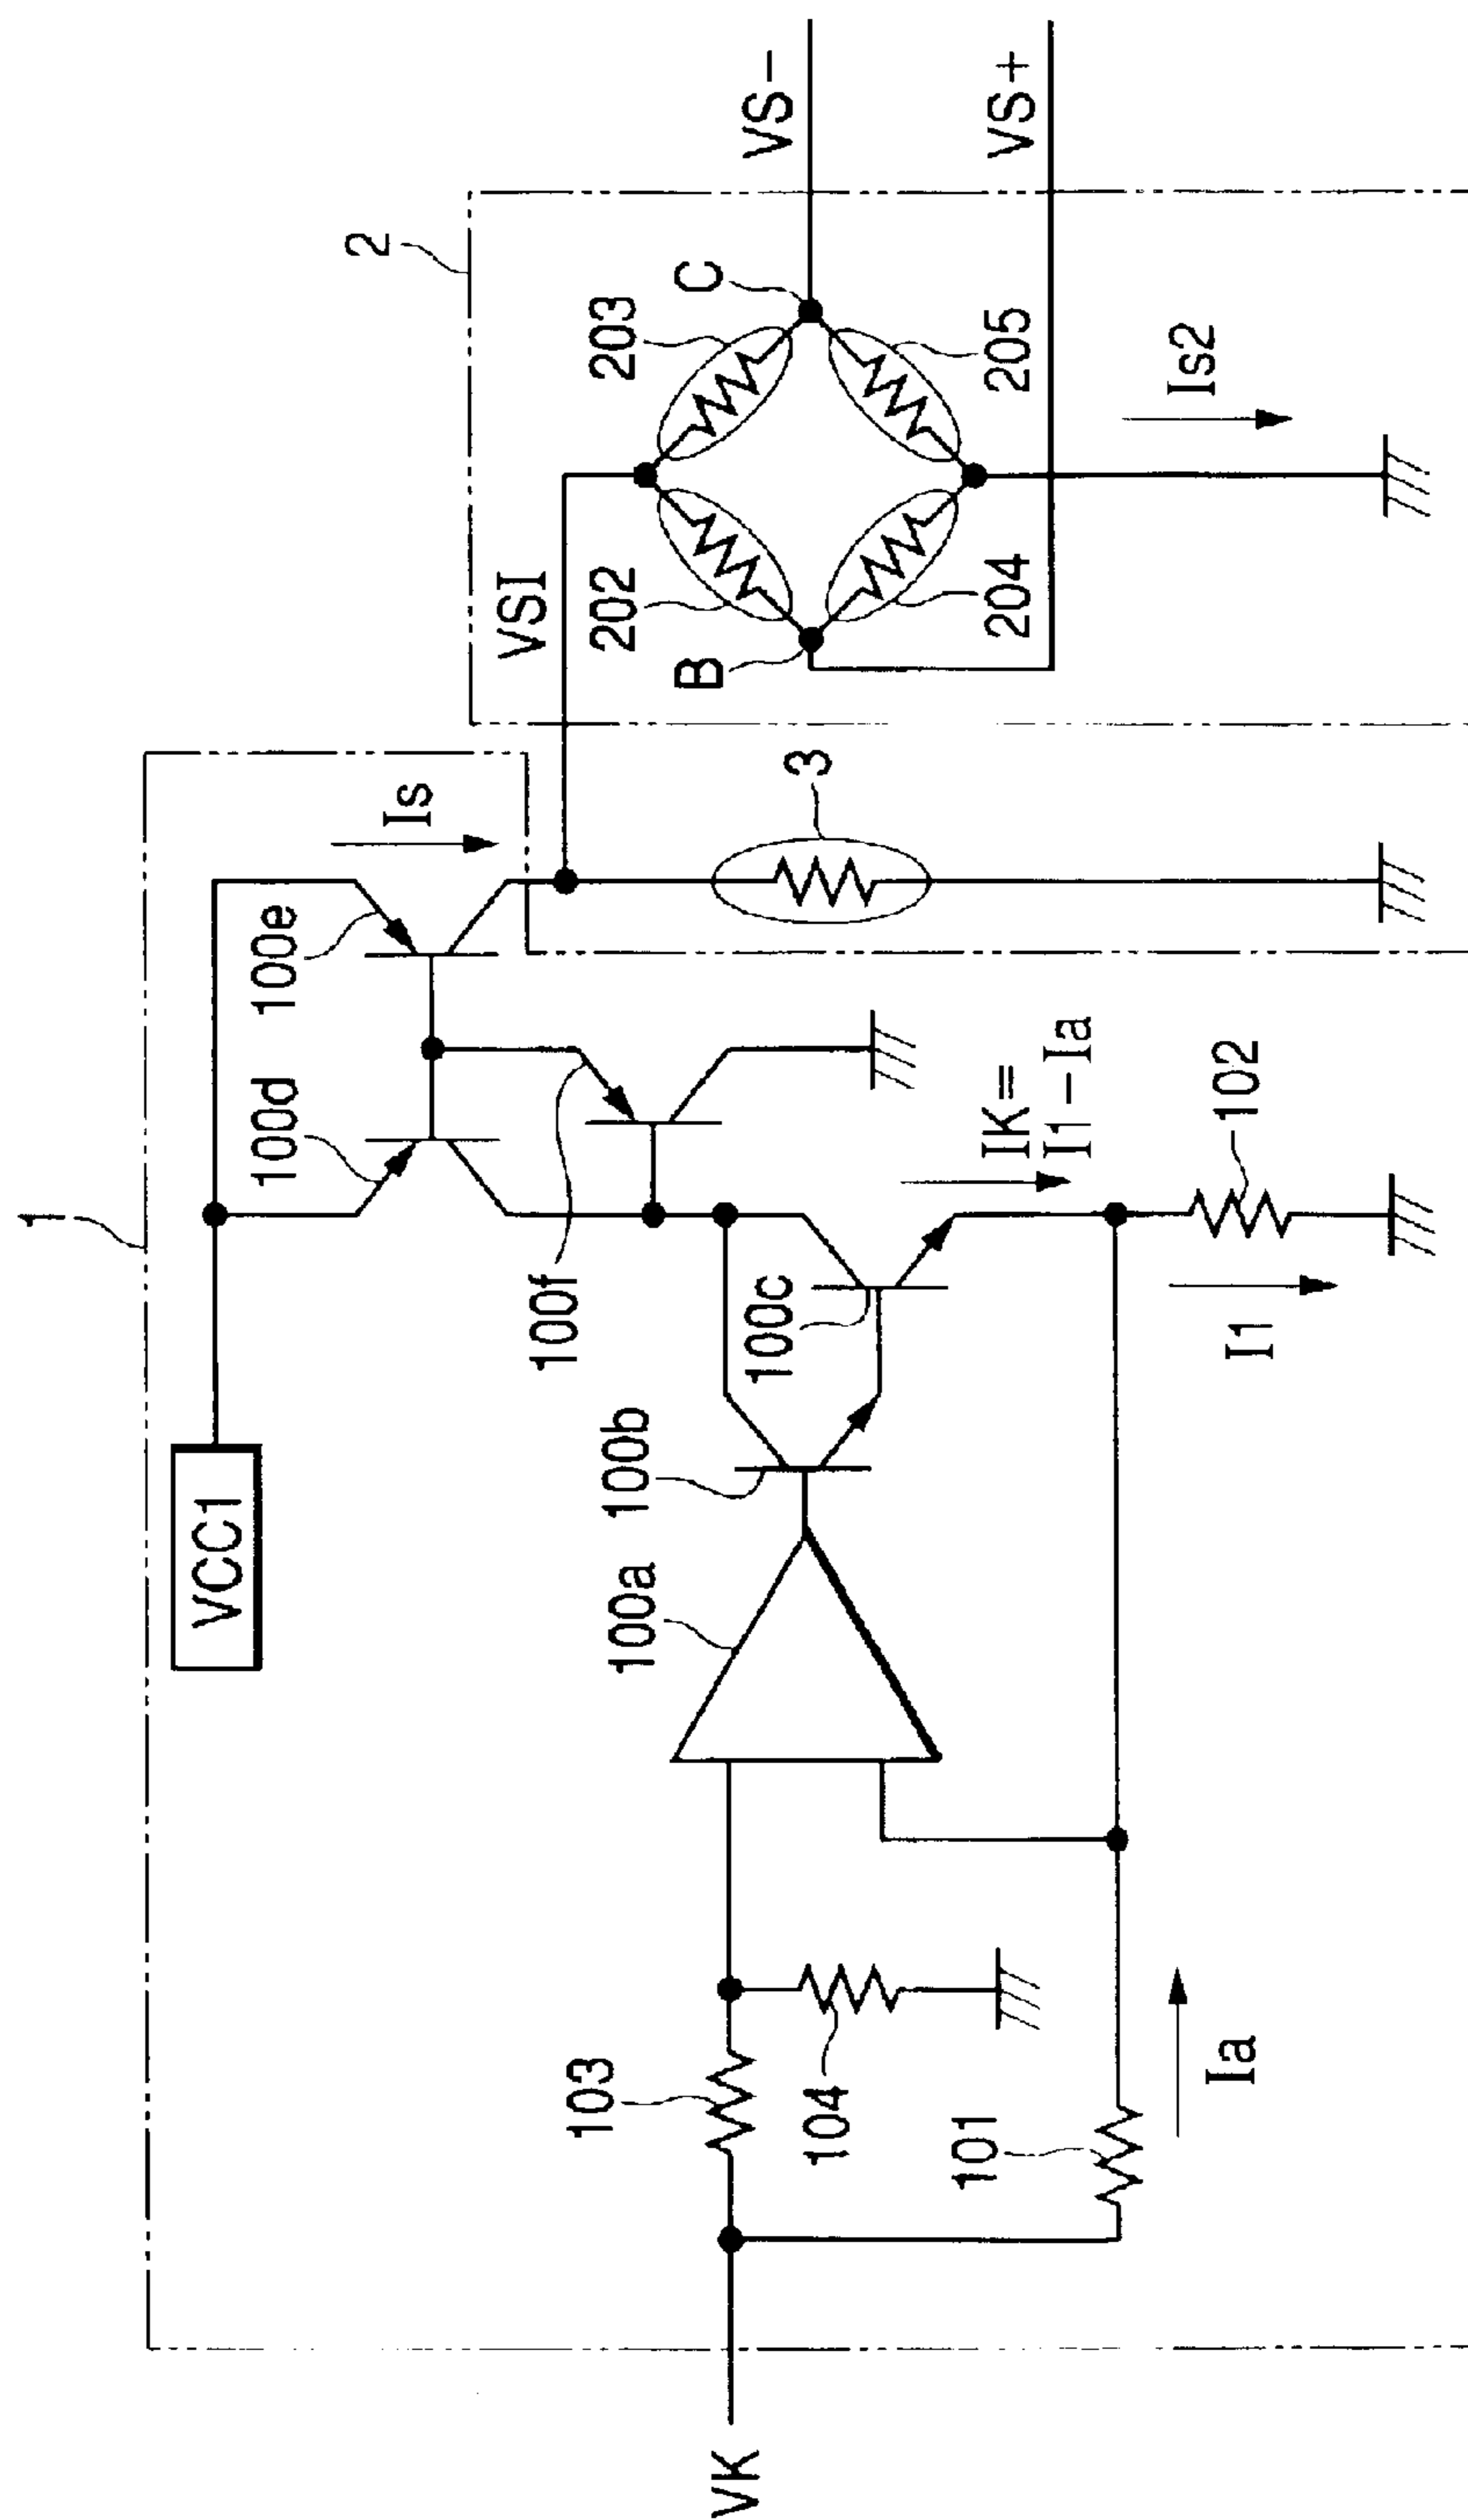 1
VCC1
100d
100e
Is
2
100f
VSI
202
203
VS-
100b
100a
100c
3
B
C
103
104
IK=
I1-Ia
204
205
VS+
101
102
Is2
VK
Ia
I1